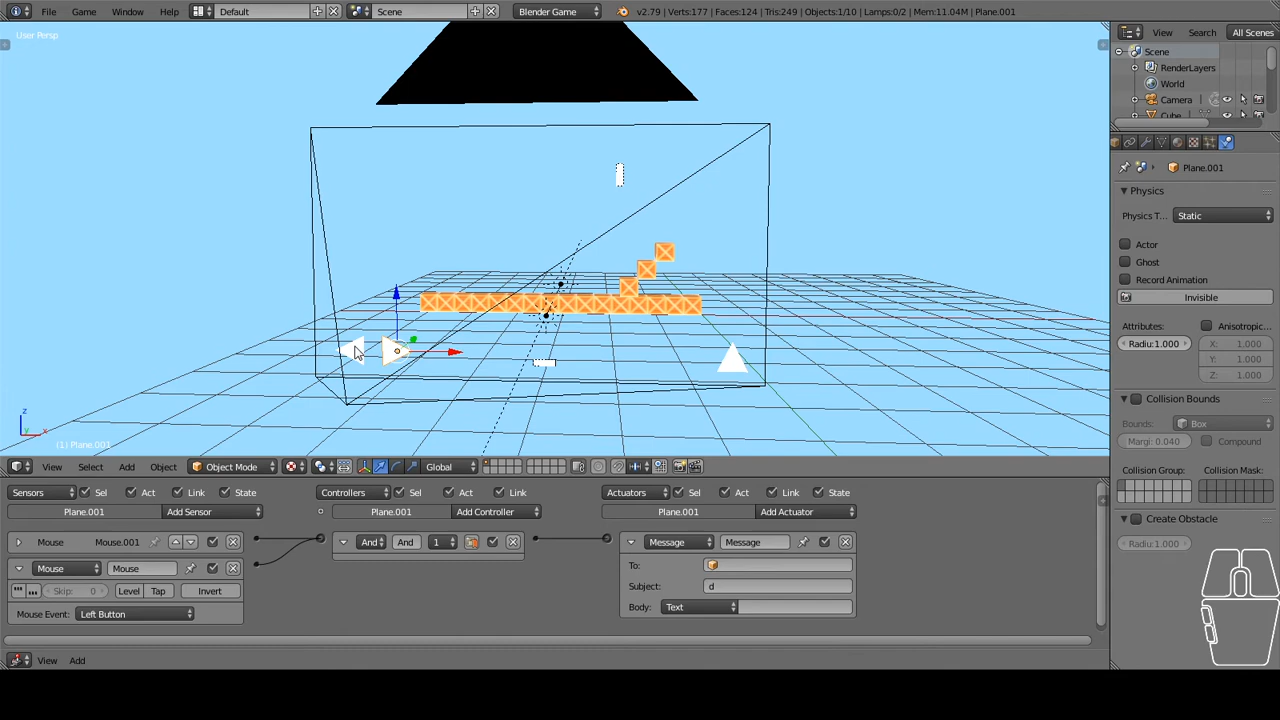 File Game Window Help Default Scene Blender Game v2.79 | Verts:177 | Faces:124 | Tris:249 | Objects:1/10 | Lamps:0/2 | Mem:11.04M | Plane.001
View Search All Scenes
User Persp
Scene
RenderLayers
World
Camera
Cube
Plane.001
Physics
Physics T... Static
Actor
Ghost
Record Animation
Invisible
Attributes: Anisotropic...
Radiu:1.000 X: 1.000
Y: 1.000
Z: 1.000
Collision Bounds
Bounds: Box
Margi: 0.040 Compound
Collision Group: Collision Mask:
Create Obstacle
Radiu:1.000
z
y x
(1) Plane.001
View Select Add Object Object Mode Global
Sensors Sel Act Link State Controllers Sel Act Link Actuators Sel Act Link State
Plane.001 Add Sensor Plane.001 Add Controller Plane.001 Add Actuator
Mouse Mouse.001 And And 1 Message Message
Mouse Mouse To:
Skip: 0 Level Tap Invert Subject: d
Mouse Event: Left Button Body: Text
View Add